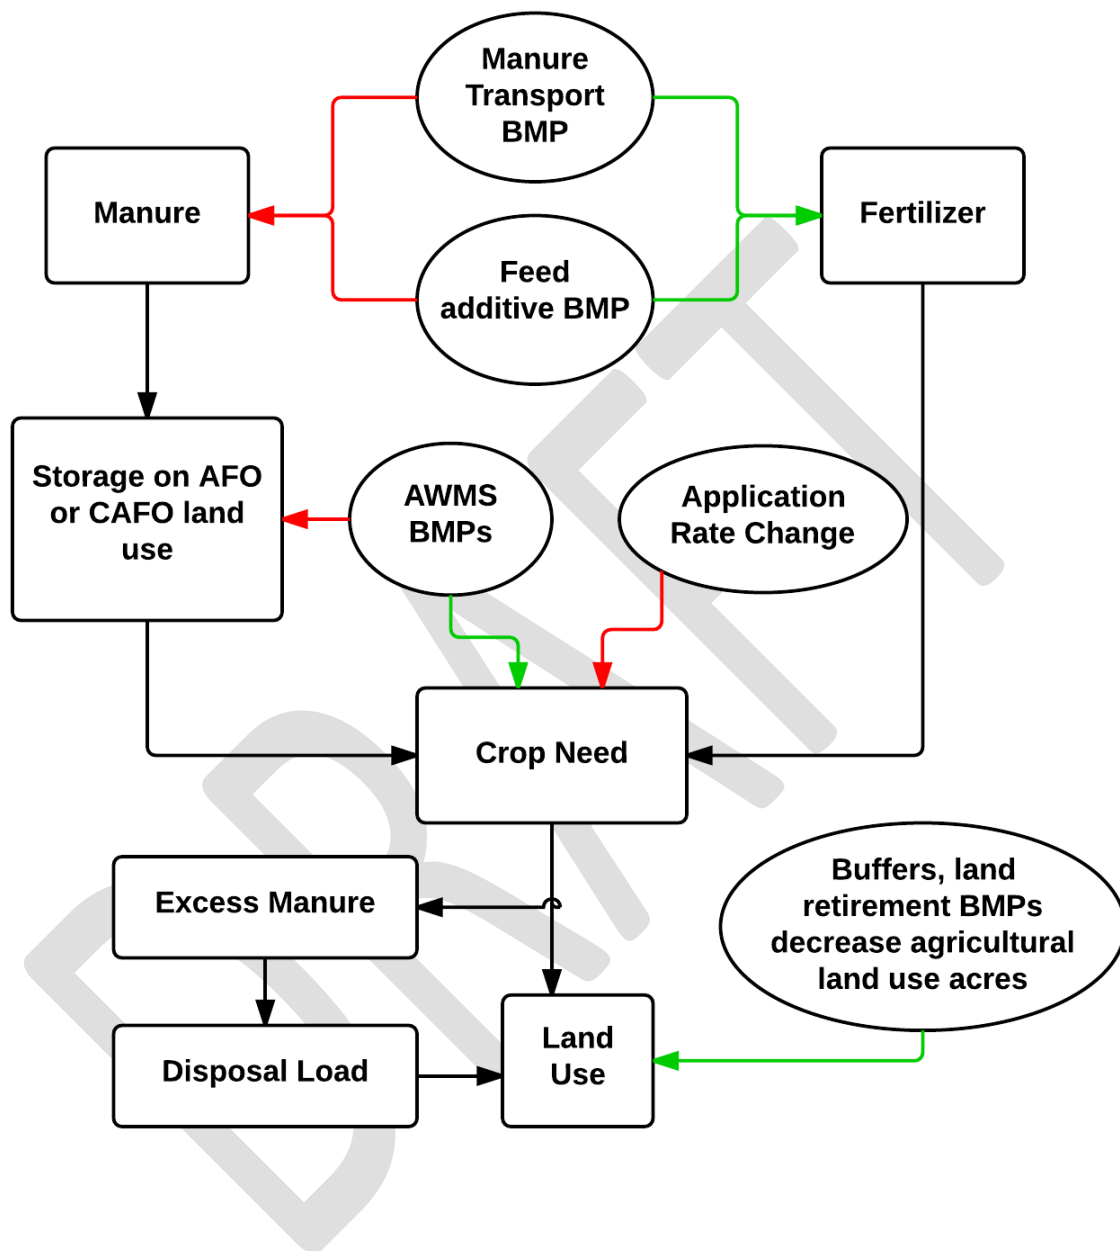 Manure
Transport
BMP
Manure
Fertilizer
Feed
additive BMP
Storage on AFO
or CAFO land
use
AWMS
BMPs
Application
Rate Change
Crop Need
Excess Manure
Buffers, land
retirement BMPs
decrease agricultural
land use acres
Land
Use
Disposal Load
DRAFT